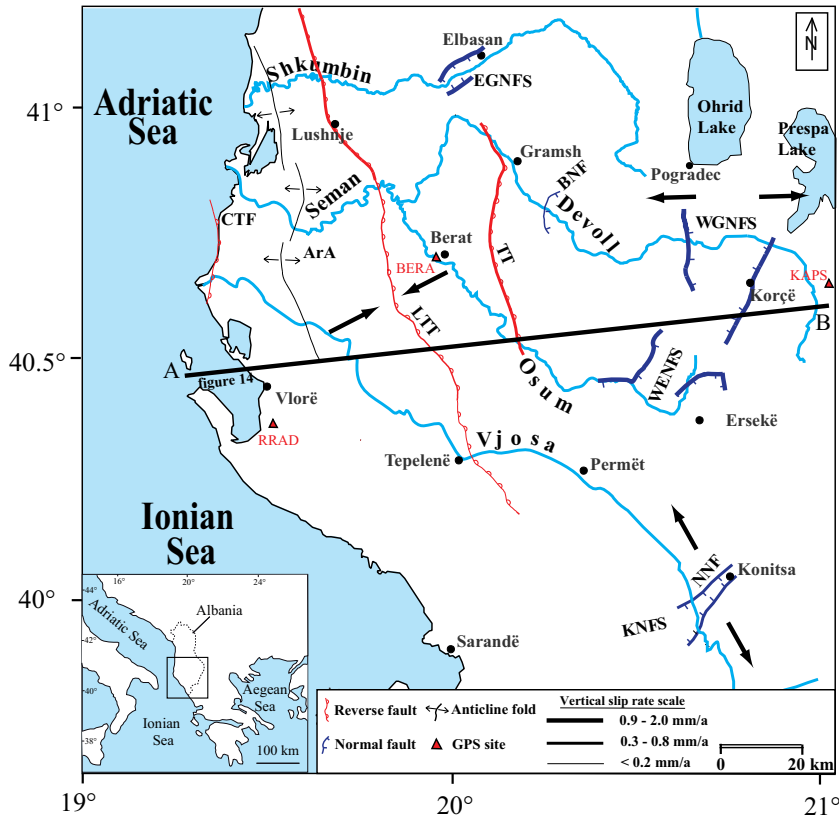 N
Elbasan
Shkumbin
EGNFS
41°
Adriatic
Sea
Ohrid
Lake
Prespa
Lake
Lushnje
Gramsh
Pogradec
BNF
Seman
Devoll
CTF
WGNFS
ArA
Berat
BERA
TT
KAPS
Korçë
LTT
B
40.5°
A
figure 14
Osum
WENFS
Vlorë
Ersekë
RRAD
Vjosa
Tepelenë
Permët
Ionian
Sea
NNF
Konitsa
40°
KNFS
Sarandë
16°
20°
24°
26°
Albania
Adriatic Sea
42°
40°
38°
Aegean
Sea
Ionian
Sea
100 km
Reverse fault
Anticline fold
Normal fault
GPS site
Vertical slip rate scale
0.9 - 2.0 mm/a
0.3 - 0.8 mm/a
< 0.2 mm/a
0
20 km
19°
20°
21°